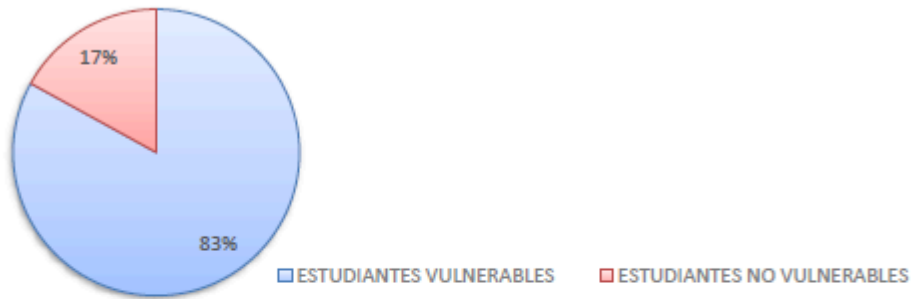 17%
83%
ESTUDIANTES VULNERABLES
ESTUDIANTES NO VULNERABLES